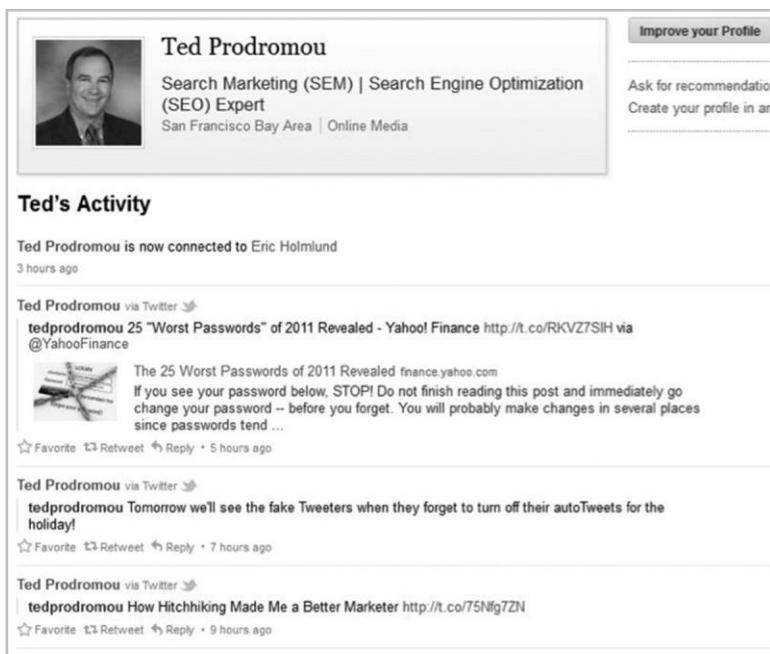 Ted Prodromou
Search Marketing (SEM) | Search Engine Optimization
(SEO) Expert
San Francisco Bay Area | Online Media
Improve your Profile
Ask for recommendatio
Create your profile in an
Ted's Activity
Ted Prodromou is now connected to Eric Holmlund
3 hours ago
Ted Prodromou via Twitter
tedprodromou 25 "Worst Passwords" of 2011 Revealed - Yahoo! Finance http://t.co/RKVZ7SIH via
@YahooFinance
LOGIN
The 25 Worst Passwords of 2011 Revealed finance.yahoo.com
If you see your password below, STOP! Do not finish reading this post and immediately go
change your password -- before you forget. You will probably make changes in several places
since passwords tend ...
Favorite Retweet Reply • 5 hours ago
Ted Prodromou via Twitter
tedprodromou Tomorrow we'll see the fake Tweeters when they forget to turn off their autoTweets for the
holiday!
Favorite Retweet Reply • 7 hours ago
Ted Prodromou via Twitter
tedprodromou How Hitchhiking Made Me a Better Marketer http://t.co/75Nfg7ZN
Favorite Retweet Reply • 9 hours ago